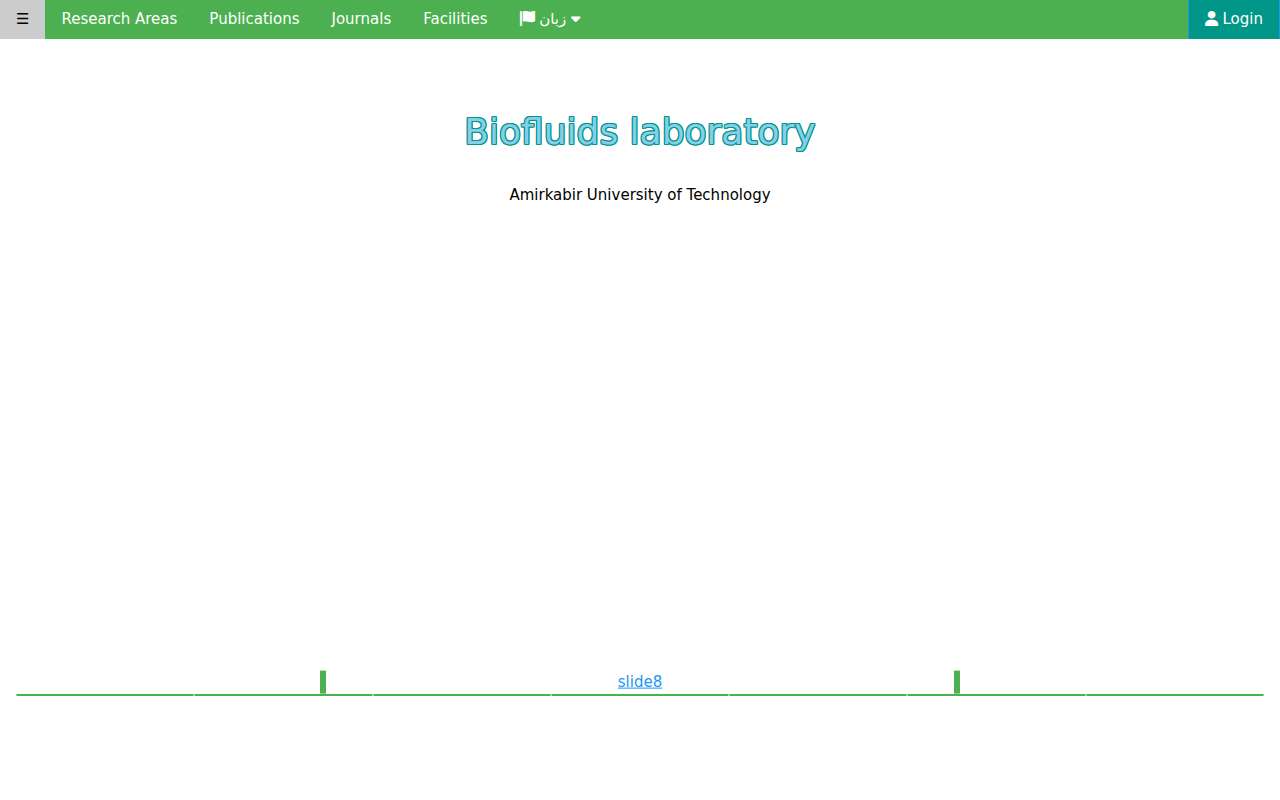 ☰ Research Areas Publications Journals Facilities زبان Login
Biofluids laboratory
Amirkabir University of Technology
slide8